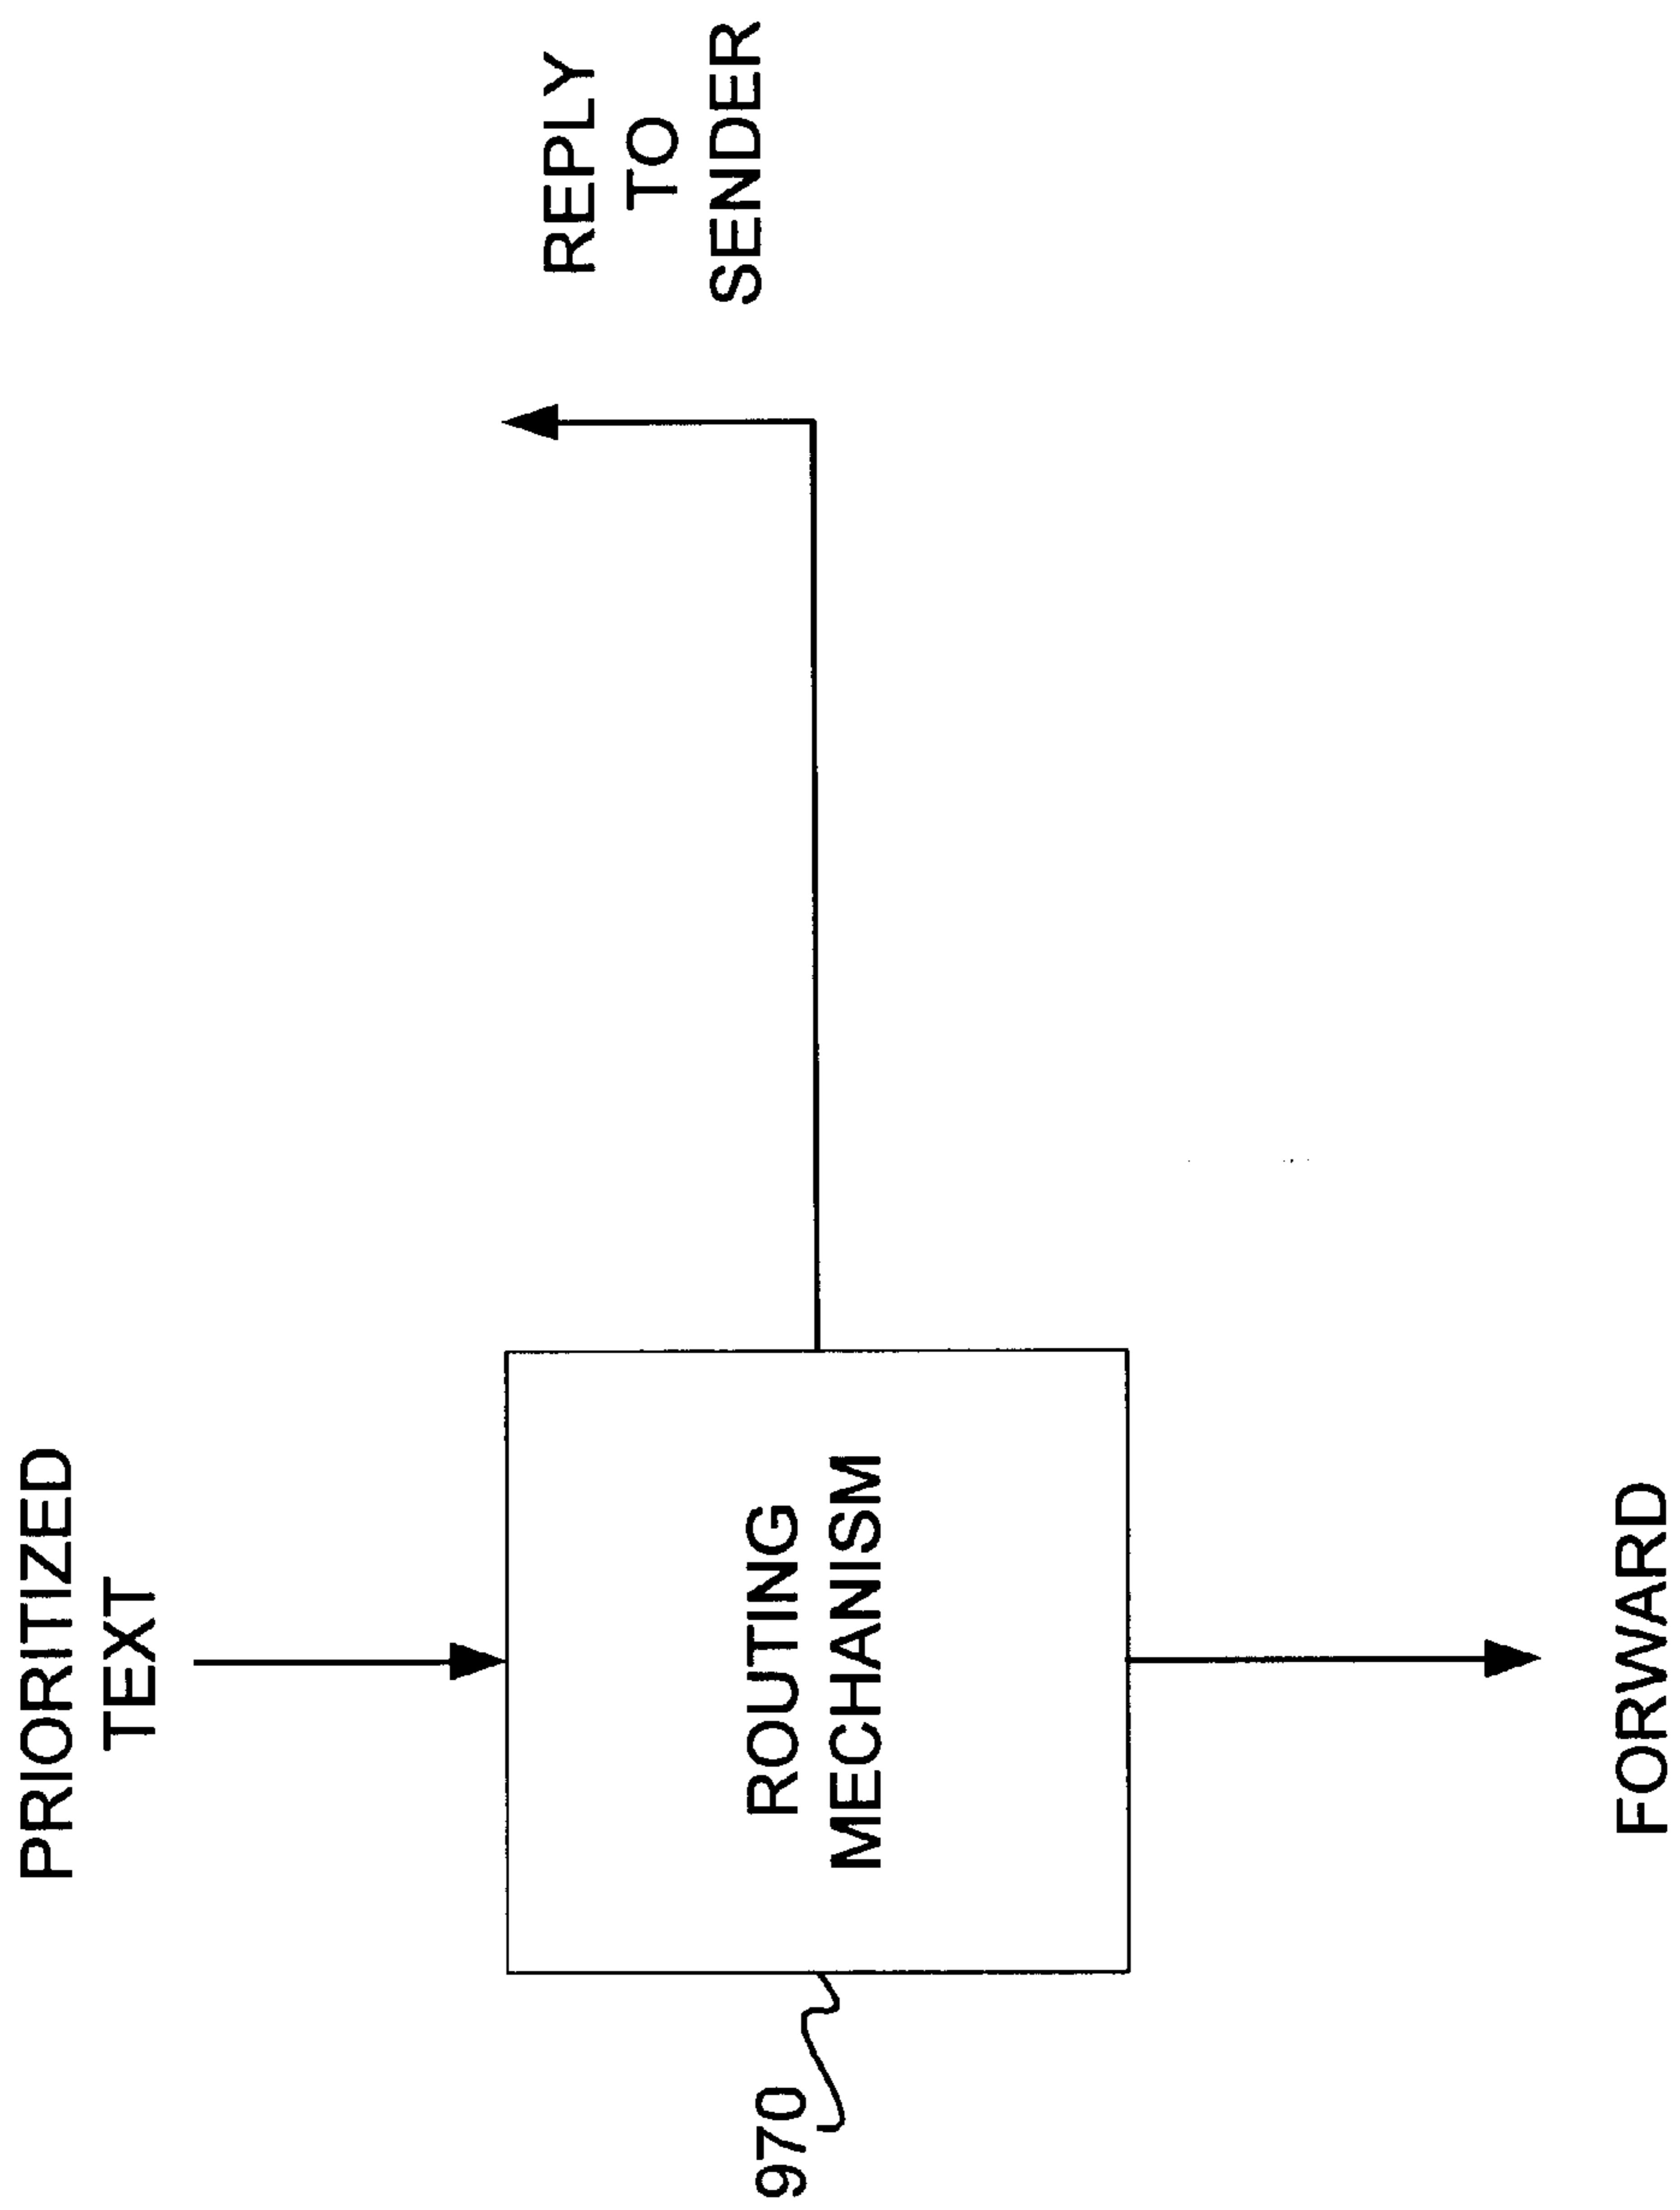 PRIORITIZED
TEXT
970
ROUTING
MECHANISM
REPLY
TO
SENDER
FORWARD